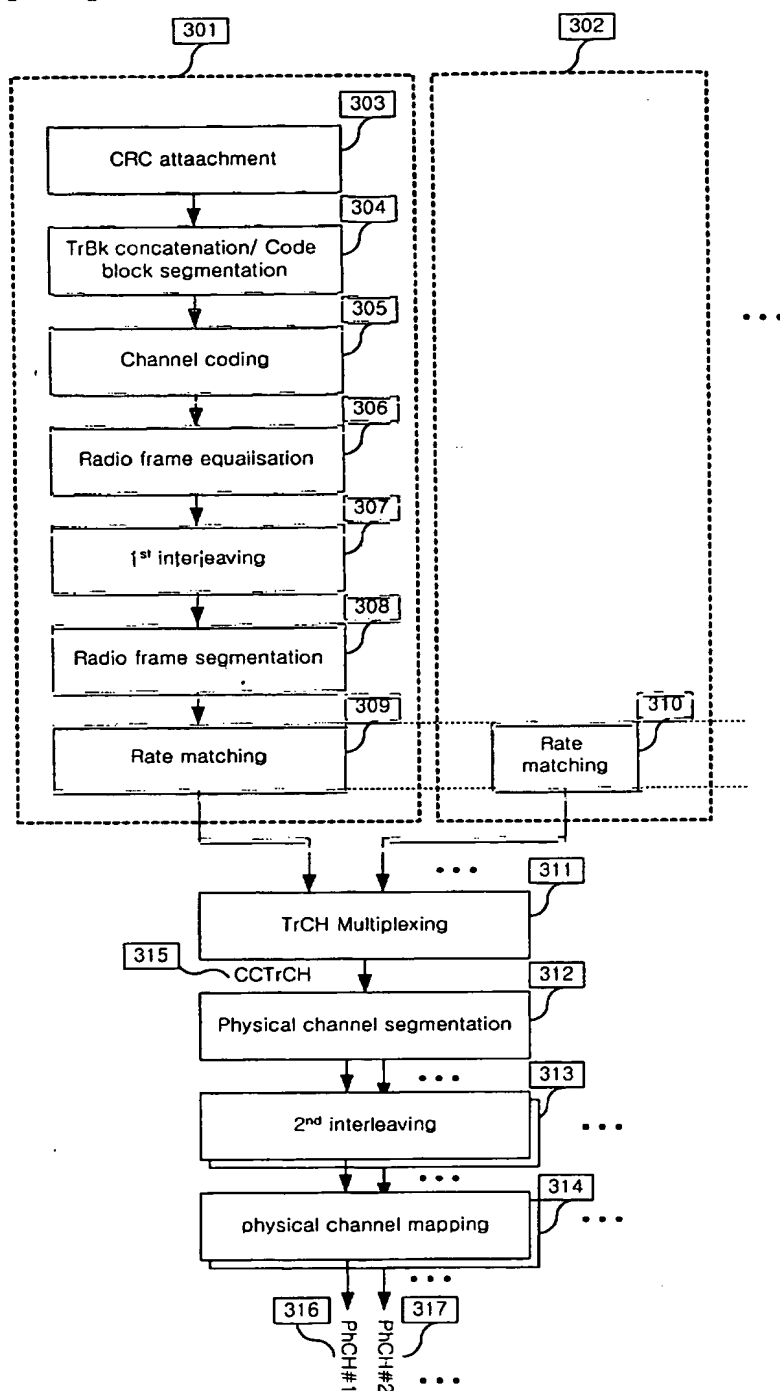 301
302
303
CRC attaachment
304
TrBk concatenation/ Code
block segmentation
305
Channel coding
306
Radio frame equalisation
307
1st interleaving
308
Radio frame segmentation
309
Rate matching
310
Rate
matching
311
TrCH Multiplexing
315
CCTrCH
312
Physical channel segmentation
313
2nd interleaving
314
physical channel mapping
316
PhCH#1
PhCH#2
317